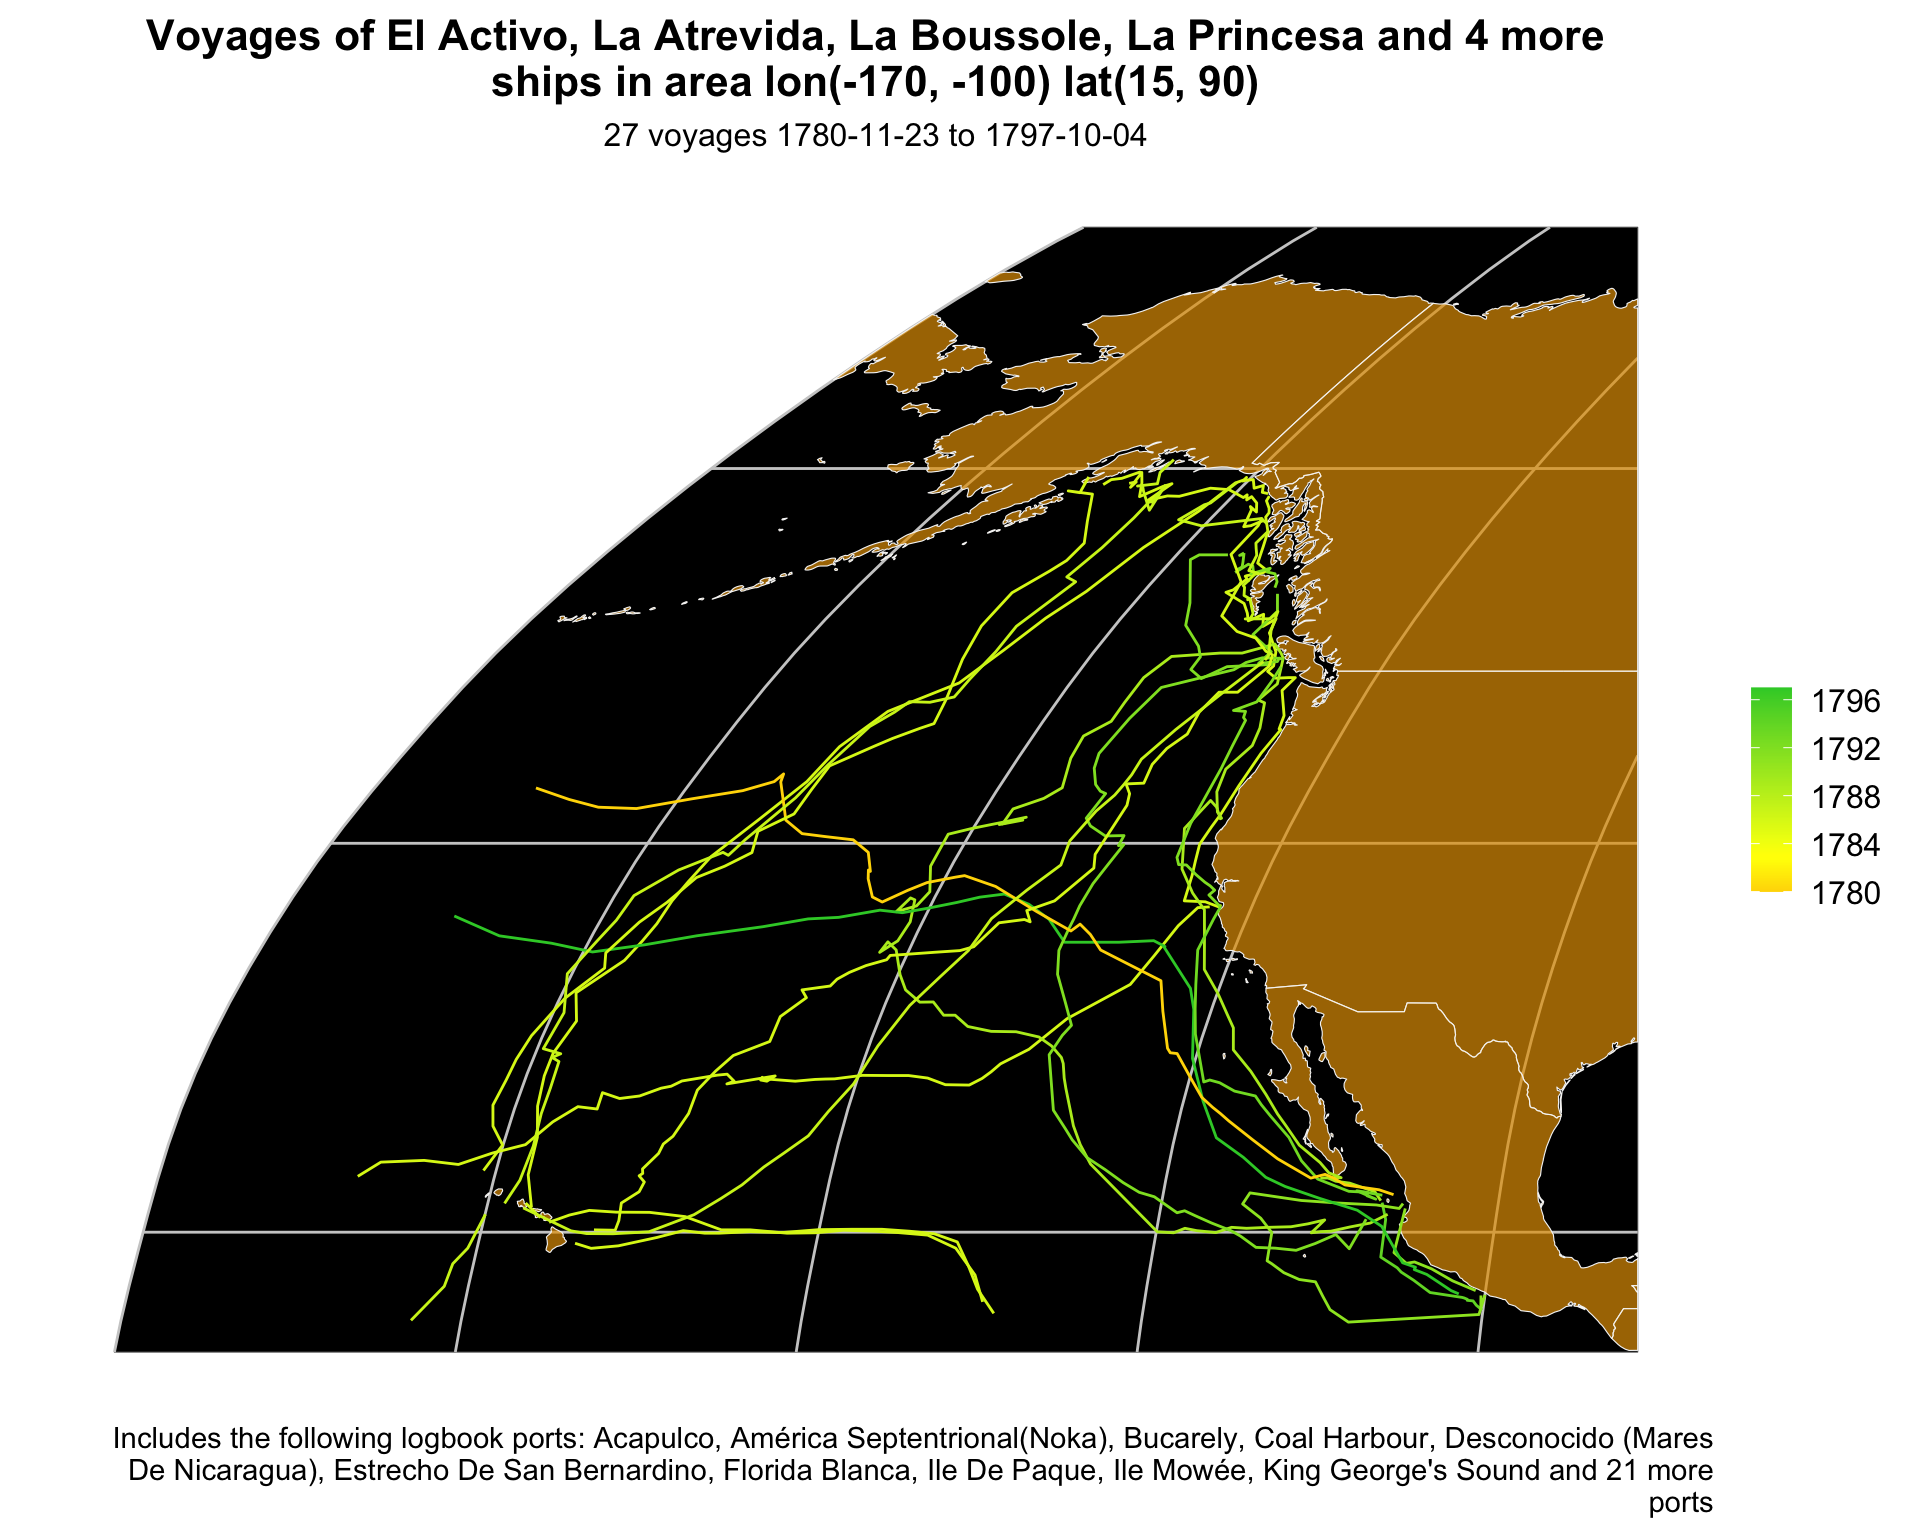 Voyages of El Activo, La Atrevida, La Boussole, La Princesa and 4 more
ships in area lon(-170, -100) lat(15, 90)
27 voyages 1780-11-23 to 1797-10-04
1796
1792
1788
1784
1780
Includes the following logbook ports: Acapulco, América Septentrional(Noka), Bucarely, Coal Harbour, Desconocido (Mares
De Nicaragua), Estrecho De San Bernardino, Florida Blanca, Ile De Paque, Ile Mowée, King George's Sound and 21 more
ports